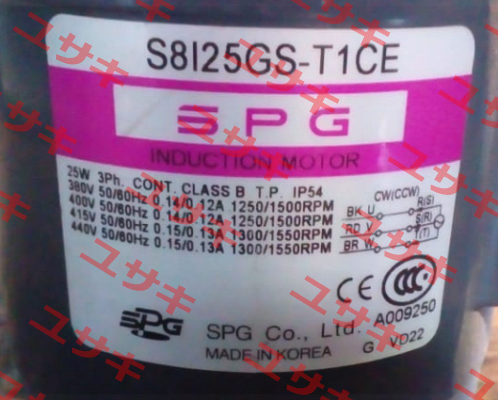 S8I25GS-T1CE
SPG
INDUCTION MOTOR
25W 3Ph. CONT. CLASS B T.P. IP54
380V 50/60Hz 0.14/0.12A 1250/1500RPM
400V 50/60Hz 0.14/0.12A 1250/1500RPM
415V 50/60Hz 0.15/0.13A 1300/1550RPM
440V 50/60Hz 0.15/0.13A 1300/1550RPM
CW(CCW)
BK U R(S)
RD V S(R)
BR W T(T)
CE CCC
A009250
SPG SPG Co., Ltd.
MADE IN KOREA G VD22
ユサキ